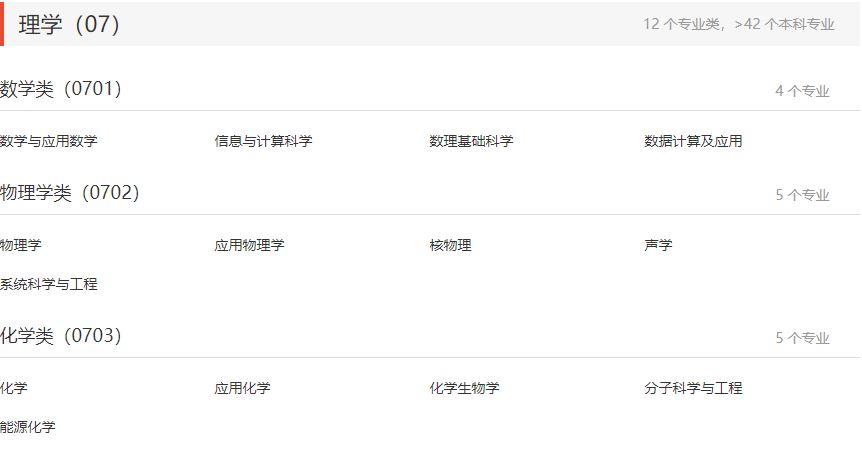 理学（07） 12 个专业类，>42 个本科专业
数学类（0701） 4 个专业
数学与应用数学 信息与计算科学 数理基础科学 数据计算及应用
物理学类（0702） 5 个专业
物理学 应用物理学 核物理 声学
系统科学与工程
化学类（0703） 5 个专业
化学 应用化学 化学生物学 分子科学与工程
能源化学